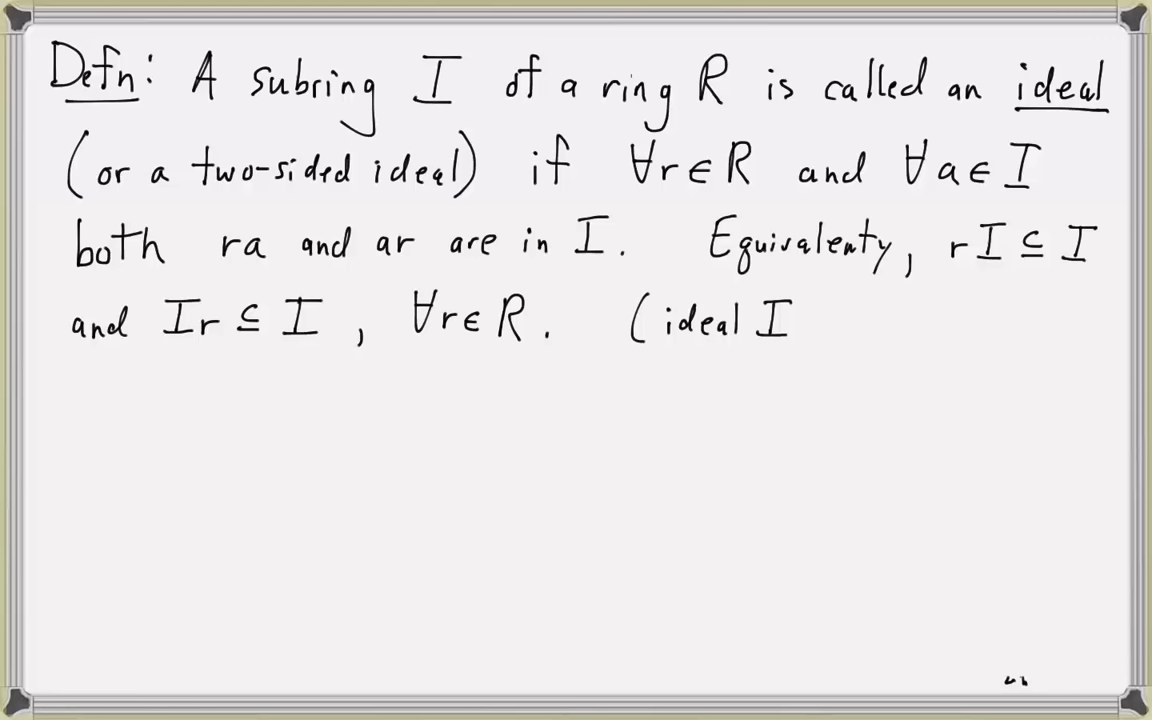 Defn: A subring I of a ring R is called an ideal
(or a two-sided ideal) if ∀r∈R and ∀a∈I
both ra and ar are in I. Equivalenty, rI ⊆ I
and Ir ⊆ I, ∀r∈R. (ideal I